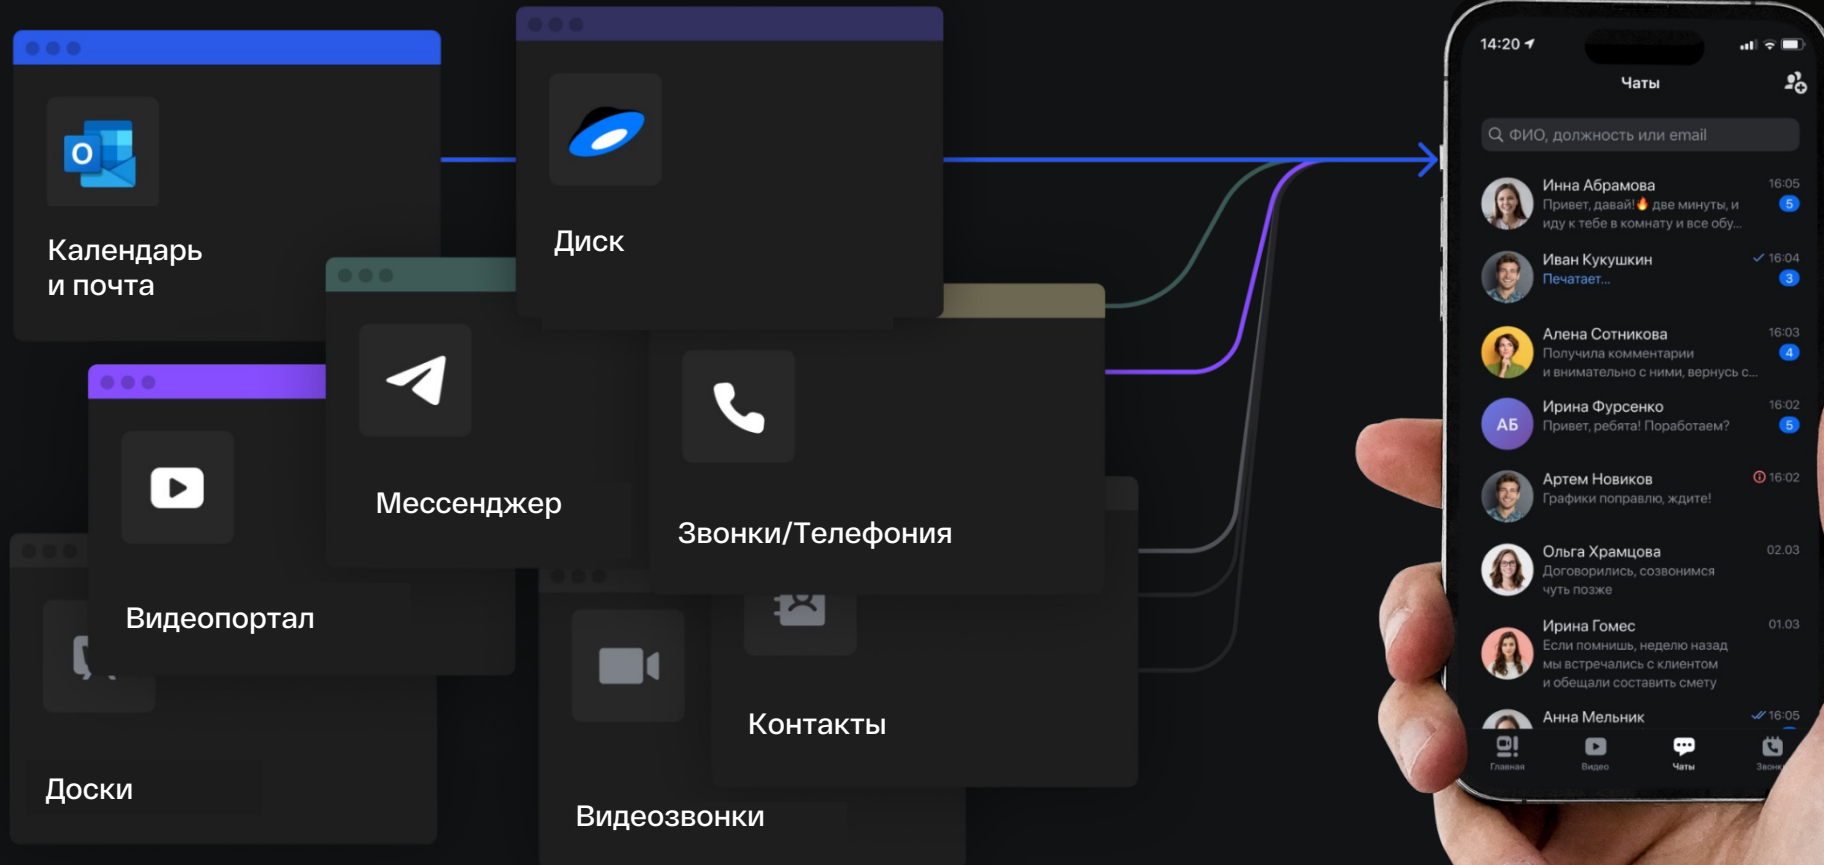 Календарь
и почта
Диск
Мессенджер
Звонки/Телефония
Видеопортал
Контакты
Доски
Видеозвонки
14:20
Чаты
ФИО, должность или email
Инна Абрамова 16:05
Привет, давай!🔥 две минуты, и 5
иду к тебе в комнату и все обу...
Иван Кукушкин 16:04
Печатает... 3
Алена Сотникова 16:03
Получила комментарии 4
и внимательно с ними, вернусь с...
АБ
Ирина Фурсенко 16:02
Привет, ребята! Поработаем? 5
Артем Новиков 16:02
Графики поправлю, ждите!
Ольга Храмцова 02.03
Договорились, созвонимся
чуть позже
Ирина Гомес 01.03
Если помнишь, неделю назад
мы встречались с клиентом
и обещали составить смету
Анна Мельник 16:05
Главная Видео Чаты